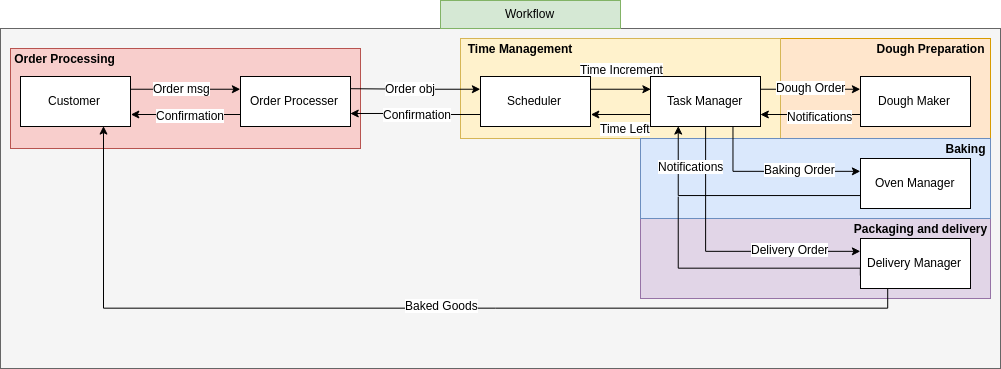 Workflow
Order Processing
Time Management
Dough Preparation
Customer
Order msg
Confirmation
Order Processer
Order obj
Confirmation
Scheduler
Time Increment
Time Left
Task Manager
Dough Order
Notifications
Dough Maker
Baking
Notifications
Baking Order
Oven Manager
Packaging and delivery
Delivery Order
Delivery Manager
Baked Goods